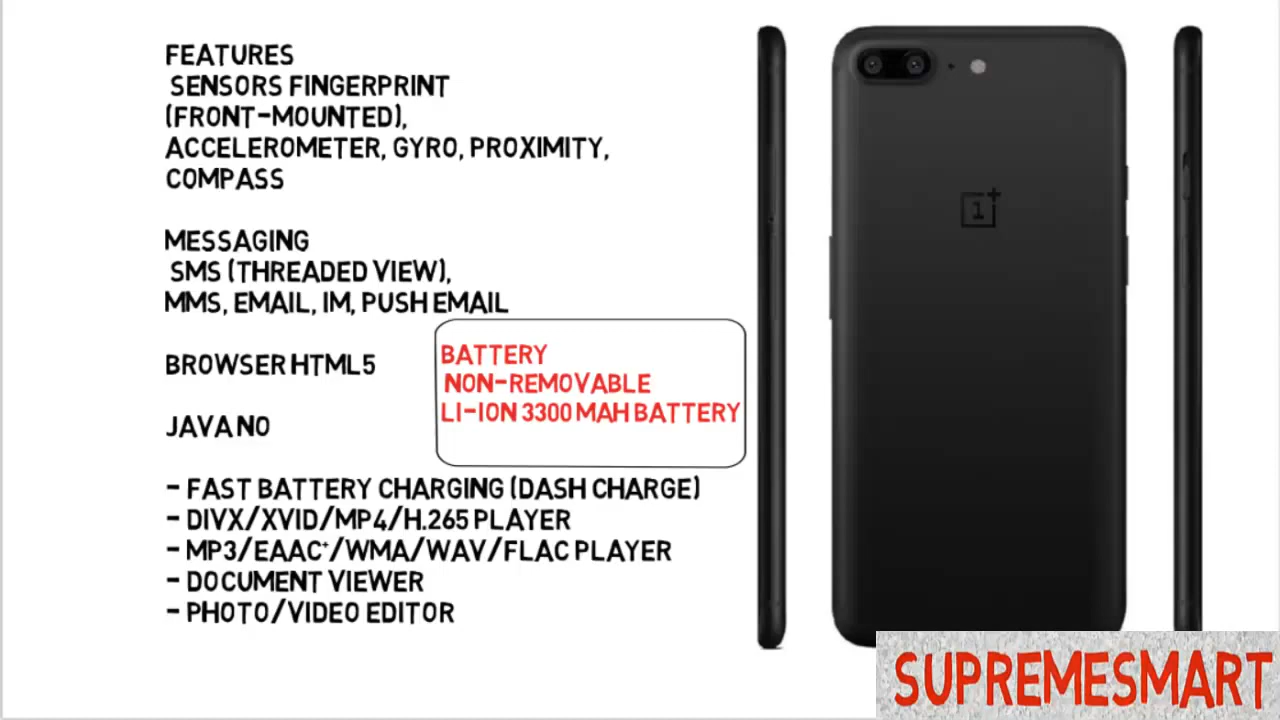 FEATURES
SENSORS FINGERPRINT
(FRONT-MOUNTED),
ACCELEROMETER, GYRO, PROXIMITY,
COMPASS
MESSAGING
SMS (THREADED VIEW),
MMS, EMAIL, IM, PUSH EMAIL
BROWSER HTML5
JAVA NO
- FAST BATTERY CHARGING (DASH CHARGE)
- DIVX/XVID/MP4/H.265 PLAYER
- MP3/EAAC+/WMA/WAV/FLAC PLAYER
- DOCUMENT VIEWER
- PHOTO/VIDEO EDITOR
BATTERY
NON-REMOVABLE
LI-ION 3300 MAH BATTERY
1+
SUPREMESMART